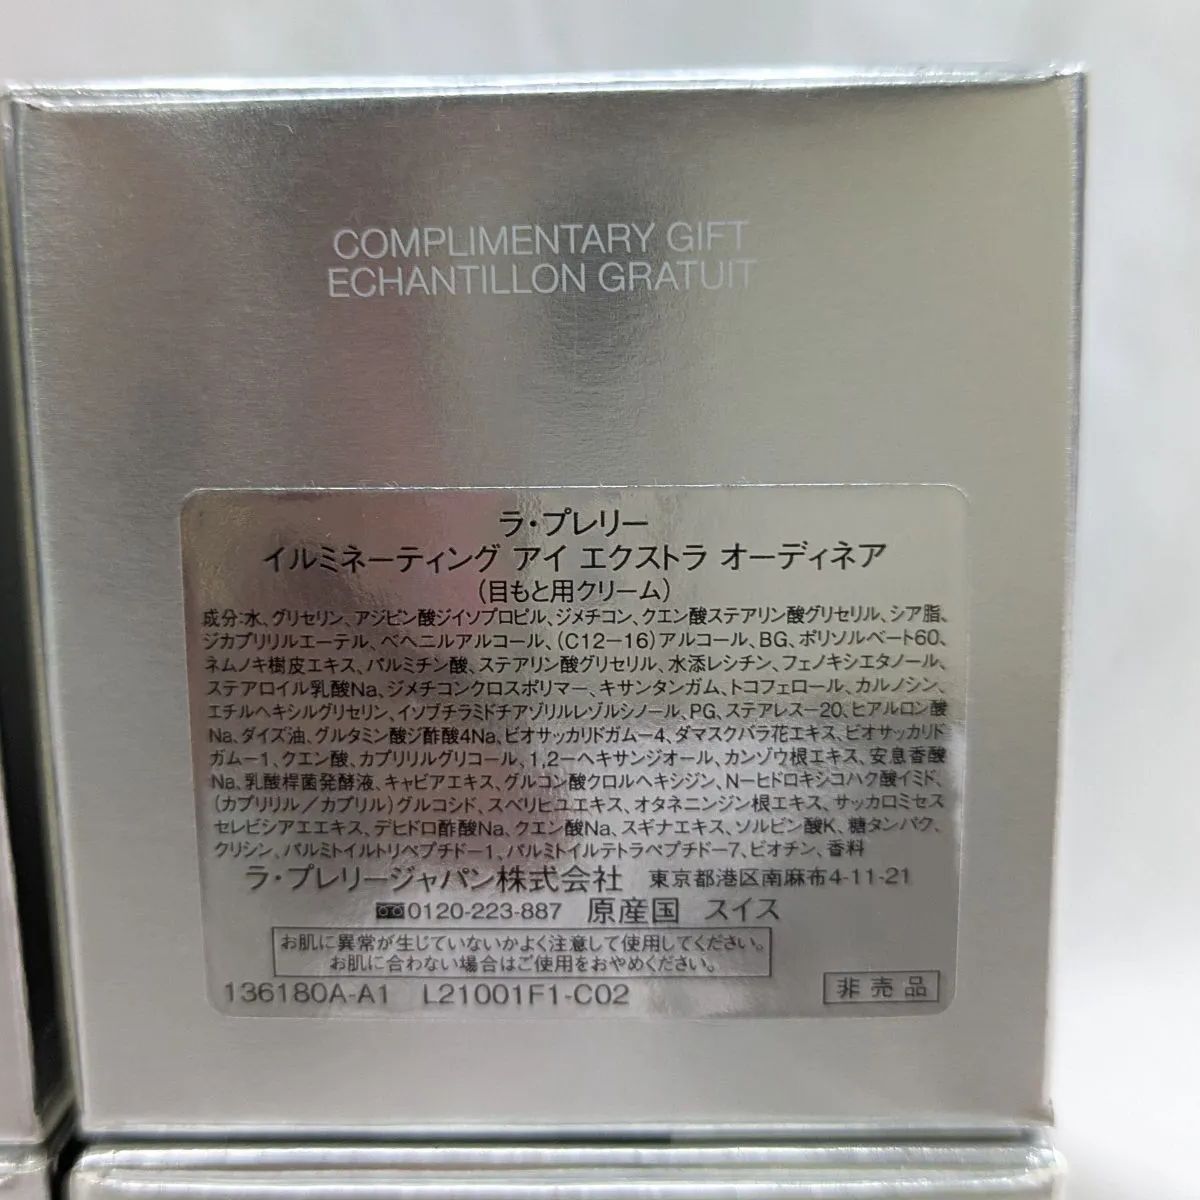 COMPLIMENTARY GIFT
ECHANTILLON GRATUIT
ラ・プレリー
イルミネーティング アイ エクストラ オーディネア
(目もと用クリーム)
成分:水、グリセリン、アジピン酸ジイソプロピル、ジメチコン、クエン酸ステアリン酸グリセリル、シア脂、
ジカプリリルエーテル、ベヘニルアルコール、(C12-16)アルコール、BG、ポリソルベート60、
ネムノキ樹皮エキス、パルミチン酸、ステアリン酸グリセリル、水添レシチン、フェノキシエタノール、
ステアロイル乳酸Na、ジメチコンクロスポリマー、キサンタンガム、トコフェロール、カルノシン、
エチルヘキシルグリセリン、イソブチラミドチアゾリルレゾルシノール、PG、ステアレス-20、ヒアルロン酸
Na、ダイズ油、グルタミン酸ジ酢酸4Na、ビオサッカリドガム-4、ダマスクバラ花エキス、ビオサッカリド
ガム-1、クエン酸、カプリリルグリコール、1,2-ヘキサンジオール、カンゾウ根エキス、安息香酸
Na、乳酸桿菌発酵液、キャビアエキス、グルコン酸クロルヘキシジン、N-ヒドロキシコハク酸イミド、
(カプリリル/カプリル)グルコシド、スベリヒユエキス、オタネニンジン根エキス、サッカロミセス
セレビシアエエキス、デヒドロ酢酸Na、クエン酸Na、スギナエキス、ソルビン酸K、糖タンパク、
クリシン、パルミトイルトリペプチド-1、パルミトイルテトラペプチド-7、ビオチン、香料
ラ・プレリージャパン株式会社 東京都港区南麻布4-11-21
0120-223-887 原産国 スイス
お肌に異常が生じていないかよく注意して使用してください。
お肌に合わない場合はご使用をおやめください。
136180A-A1 L21001F1-C02 非売品